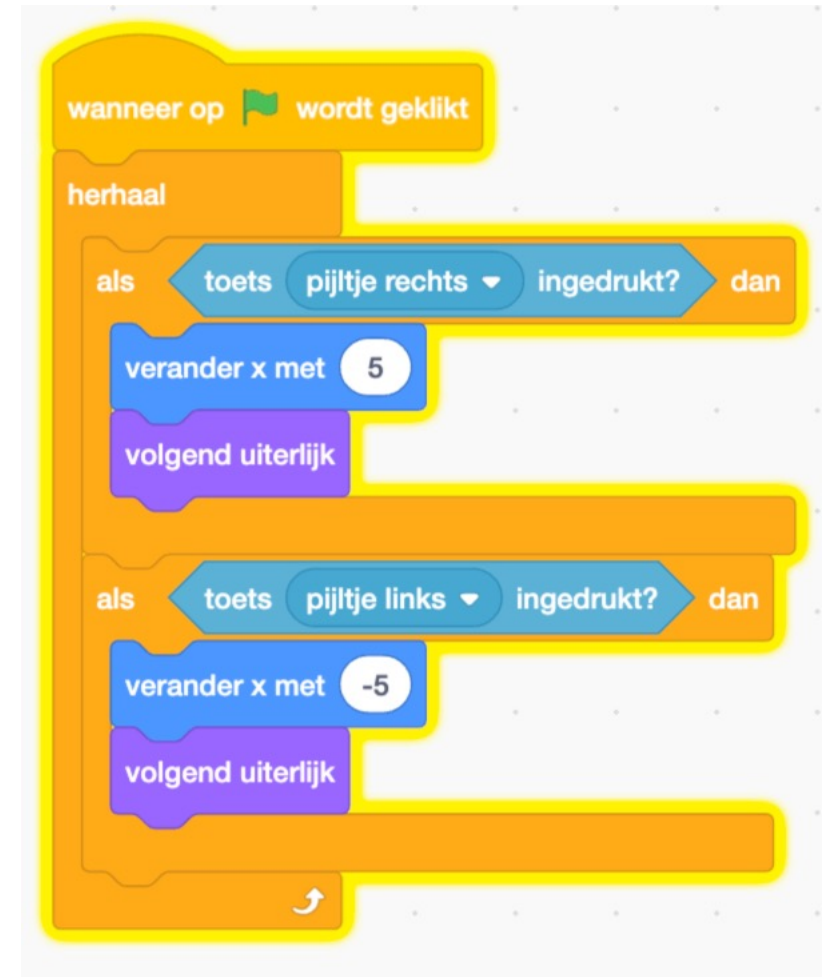 wanneer op wordt geklikt
herhaal
als toets pijltje rechts ingedrukt? dan
verander x met 5
volgend uiterlijk
als toets pijltje links ingedrukt? dan
verander x met -5
volgend uiterlijk